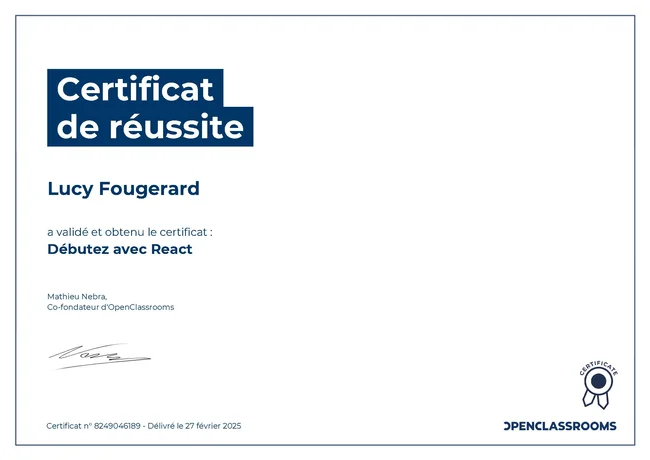 Certificat
de réussite
Lucy Fougerard
a validé et obtenu le certificat :
Débutez avec React
Mathieu Nebra,
Co-fondateur d'OpenClassrooms
CERTIFICATE
Certificat n° 8249046189 - Délivré le 27 février 2025
OPENCLASSROOMS